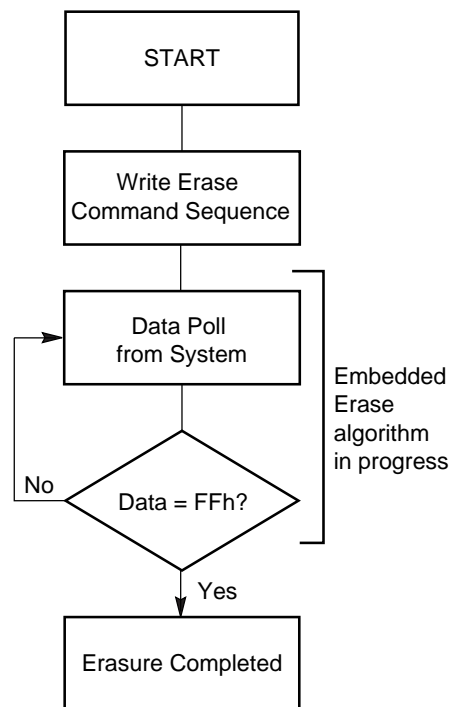 START
Write Erase
Command Sequence
Data Poll
from System
Embedded
Erase
algorithm
in progress
No
Data = FFh?
Yes
Erasure Completed